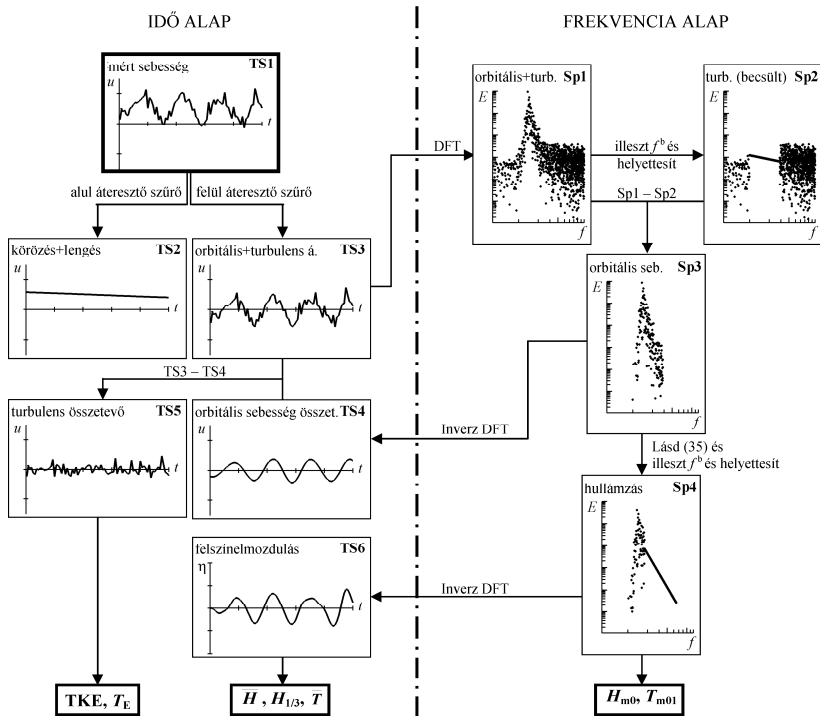 IDŐ ALAP
FREKVENCIA ALAP
mért sebesség TS1
u
t
alul áteresztő szűrő
felül áteresztő szűrő
körözés+lengés TS2
u
t
orbitális+turbulens á. TS3
u
t
TS3 – TS4
turbulens összetevő TS5
u
t
orbitális sebesség összet. TS4
u
t
felszínelmozdulás TS6
η
t
TKE, T_E
H̅, H_1/3, T̅
DFT
orbitális+turb. Sp1
E
f
illeszt f^b és
helyettesít
Sp1 – Sp2
turb. (becsült) Sp2
E
f
orbitális seb. Sp3
E
f
Inverz DFT
Lásd (35) és
illeszt f^b és helyettesít
hullámzás Sp4
E
f
Inverz DFT
H_m0, T_m01